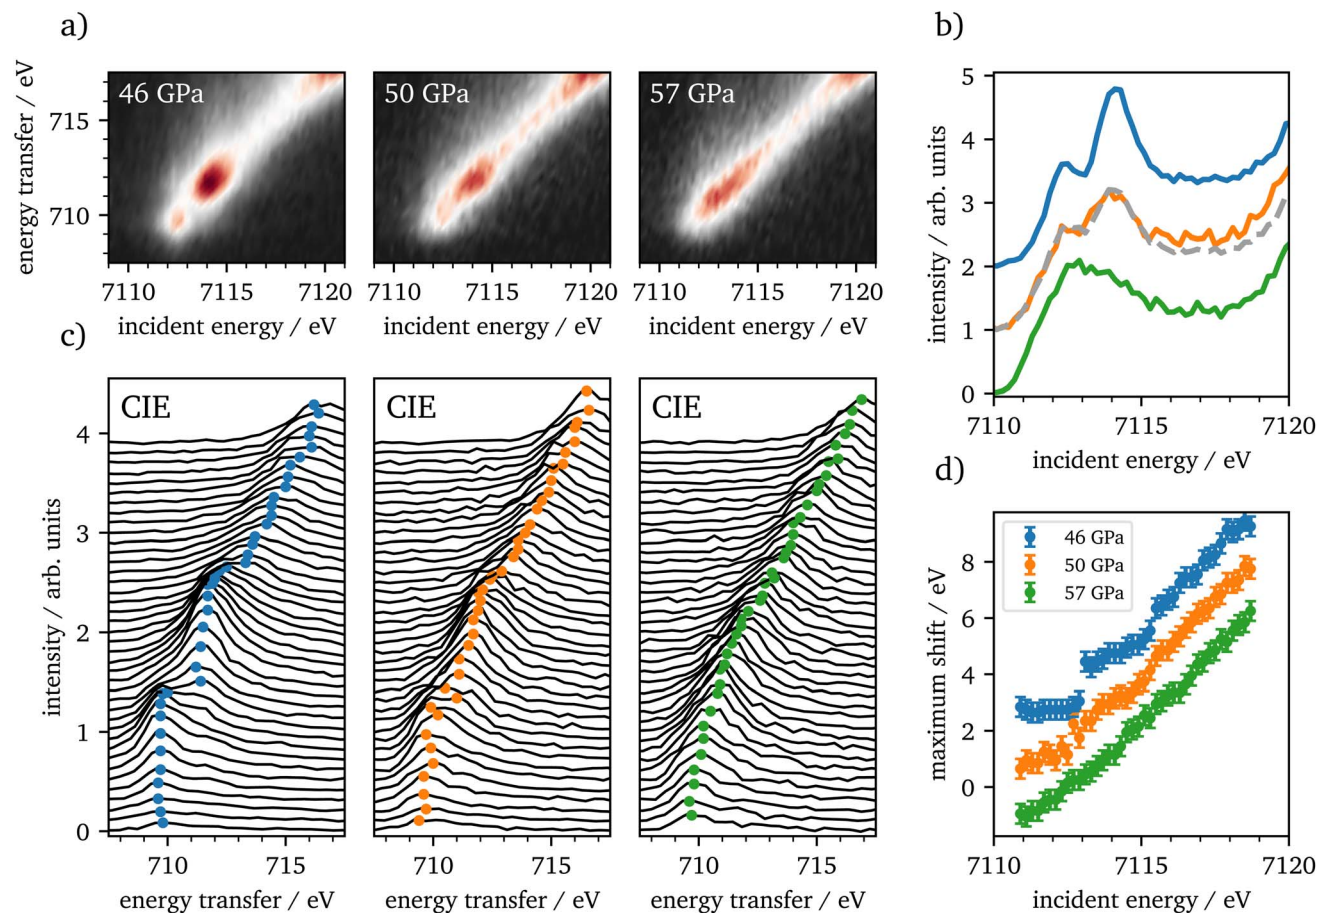 a)
b)
energy transfer / eV
715
710
46 GPa
50 GPa
57 GPa
7110 7115 7120
7110 7115 7120
7110 7115 7120
incident energy / eV
incident energy / eV
incident energy / eV
intensity / arb. units
5
4
3
2
1
0
7110 7115 7120
incident energy / eV
c)
intensity / arb. units
4
3
2
1
0
CIE
CIE
CIE
710 715
710 715
710 715
energy transfer / eV
energy transfer / eV
energy transfer / eV
d)
maximum shift / eV
8
6
4
2
0
46 GPa
50 GPa
57 GPa
7110 7115 7120
incident energy / eV